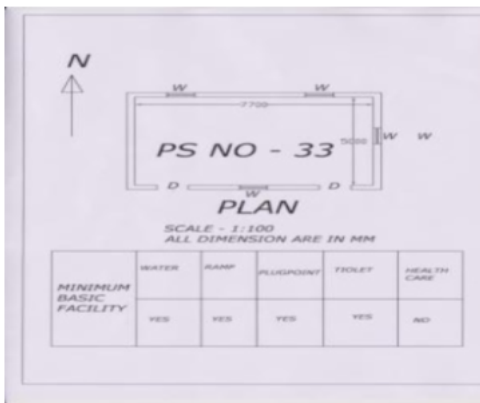 N
W W
7700
5000
W W
PS NO - 33
D W D
PLAN
SCALE - 1:100
ALL DIMENSION ARE IN MM
MINIMUM BASIC FACILITY
WATER RAMP PLUGPOINT TIOLET HEALTH CARE
YES YES YES YES NO